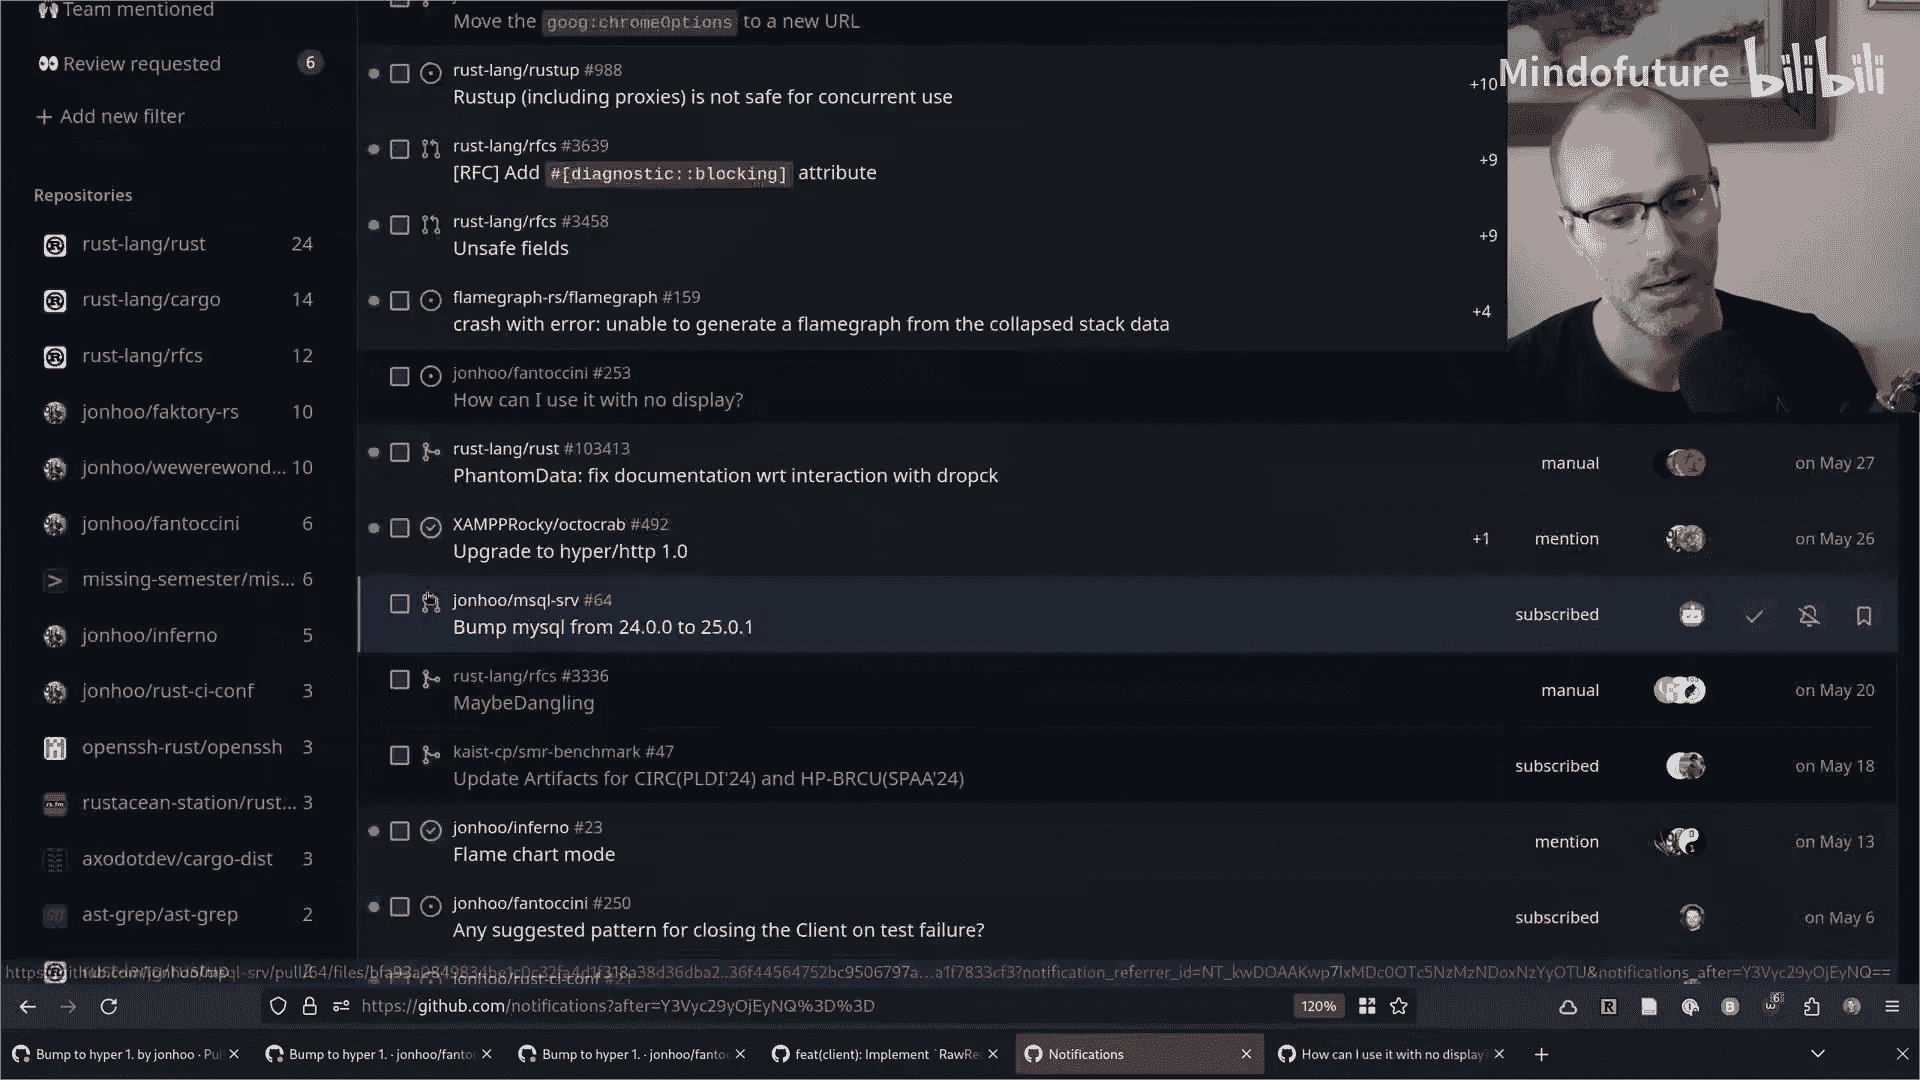 Team mentioned
Review requested 6
+ Add new filter
Repositories
rust-lang/rust 24
rust-lang/cargo 14
rust-lang/rfcs 12
jonhoo/faktory-rs 10
jonhoo/wewerewond... 10
jonhoo/fantoccini 6
missing-semester/mis... 6
jonhoo/inferno 5
jonhoo/rust-ci-conf 3
openssh-rust/openssh 3
rustacean-station/rust... 3
axodotdev/cargo-dist 3
ast-grep/ast-grep 2
Move the goog:chromeOptions to a new URL
rust-lang/rustup #988
Rustup (including proxies) is not safe for concurrent use
+10
rust-lang/rfcs #3639
[RFC] Add #[diagnostic::blocking] attribute
+9
rust-lang/rfcs #3458
Unsafe fields
+9
flamegraph-rs/flamegraph #159
crash with error: unable to generate a flamegraph from the collapsed stack data
+4
jonhoo/fantoccini #253
How can I use it with no display?
rust-lang/rust #103413
PhantomData: fix documentation wrt interaction with dropck
manual on May 27
XAMPPRocky/octocrab #492
Upgrade to hyper/http 1.0
+1 mention on May 26
jonhoo/msql-srv #64
Bump mysql from 24.0.0 to 25.0.1
subscribed
rust-lang/rfcs #3336
MaybeDangling
manual on May 20
kaist-cp/smr-benchmark #47
Update Artifacts for CIRC(PLDI'24) and HP-BRCU(SPAA'24)
subscribed on May 18
jonhoo/inferno #23
Flame chart mode
mention on May 13
jonhoo/fantoccini #250
Any suggested pattern for closing the Client on test failure?
subscribed on May 6
Mindofuture bilibili
https://github.com/notifications?after=Y3Vyc29yOjEyNQ%3D%3D
120%
6
Bump to hyper 1. by jonhoo · Pul
Bump to hyper 1. · jonhoo/fanto
Bump to hyper 1. · jonhoo/fanto
feat(client): Implement `RawRe
Notifications
How can I use it with no display